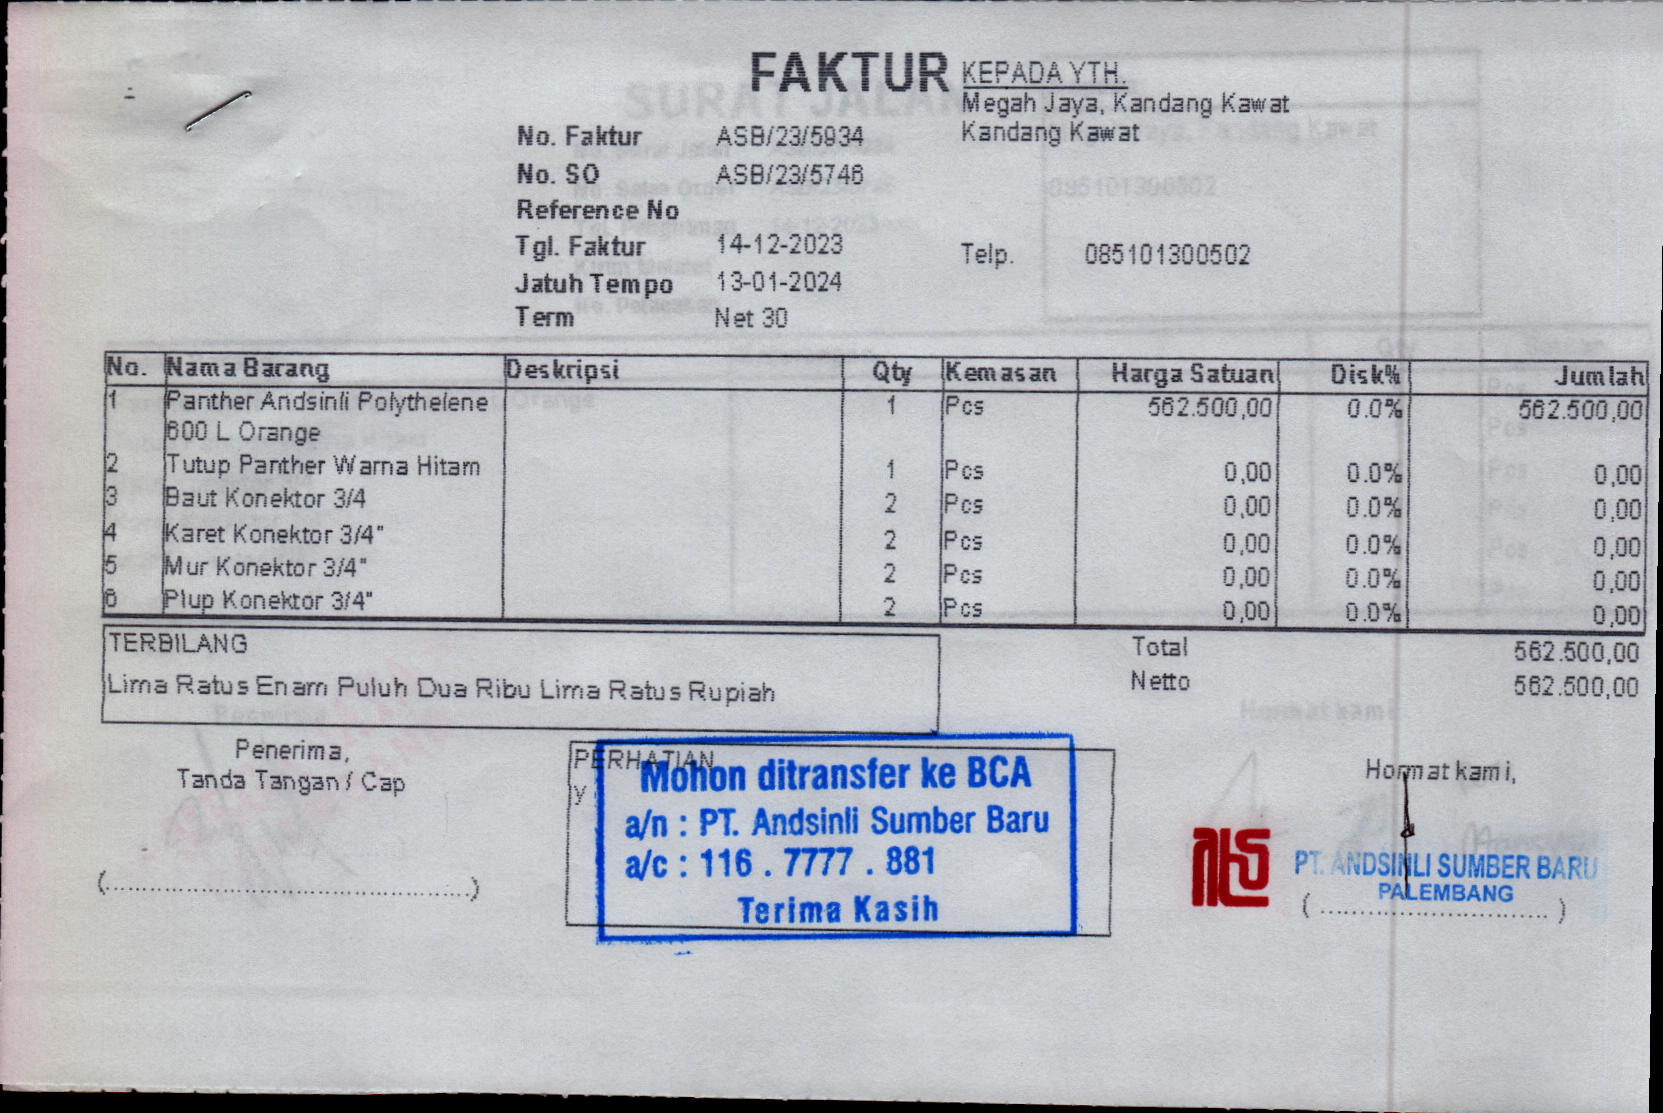 FAKTUR
KEPADA YTH.
Megah Jaya, Kandang Kawat
Kandang Kawat
No. Faktur ASB/23/5934
No. SO ASB/23/5746
Reference No
Tgl. Faktur 14-12-2023
Telp. 085101300502
Jatuh Tempo 13-01-2024
Term Net 30
No. Nama Barang Deskripsi Qty Kemasan Harga Satuan Disk% Jumlah
1 Panther Andsinli Polythelene 1 Pcs 562.500,00 0.0% 562.500,00
600 L Orange
2 Tutup Panther Warna Hitam 1 Pcs 0,00 0.0% 0,00
3 Baut Konektor 3/4 2 Pcs 0,00 0.0% 0,00
4 Karet Konektor 3/4" 2 Pcs 0,00 0.0% 0,00
5 Mur Konektor 3/4" 2 Pcs 0,00 0.0% 0,00
6 Plup Konektor 3/4" 2 Pcs 0,00 0.0% 0,00
TERBILANG
Lima Ratus Enam Puluh Dua Ribu Lima Ratus Rupiah
Total 562.500,00
Netto 562.500,00
Penerima,
Tanda Tangan / Cap
PERHATIAN
y
Mohon ditransfer ke BCA
a/n : PT. Andsinli Sumber Baru
a/c : 116 . 7777 . 881
Terima Kasih
Hormat kami,
PT. ANDSINLI SUMBER BARU
PALEMBANG